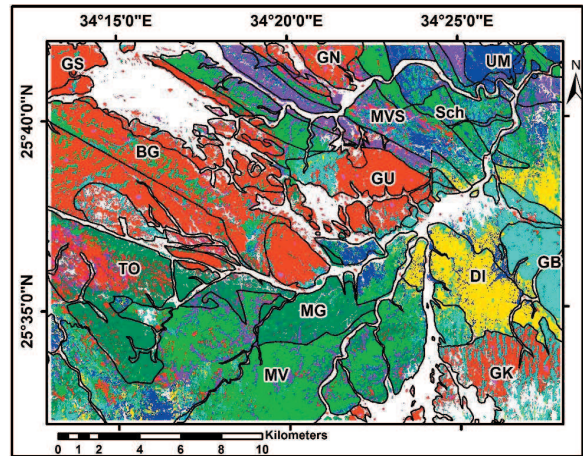 34°15'0"E 34°20'0"E 34°25'0"E
N
GS GN UM
25°40'0"N
MVS Sch
BG
GU
TO GB
DI
25°35'0"N
MG
MV GK
0 1 2 4 6 8 10 Kilometers